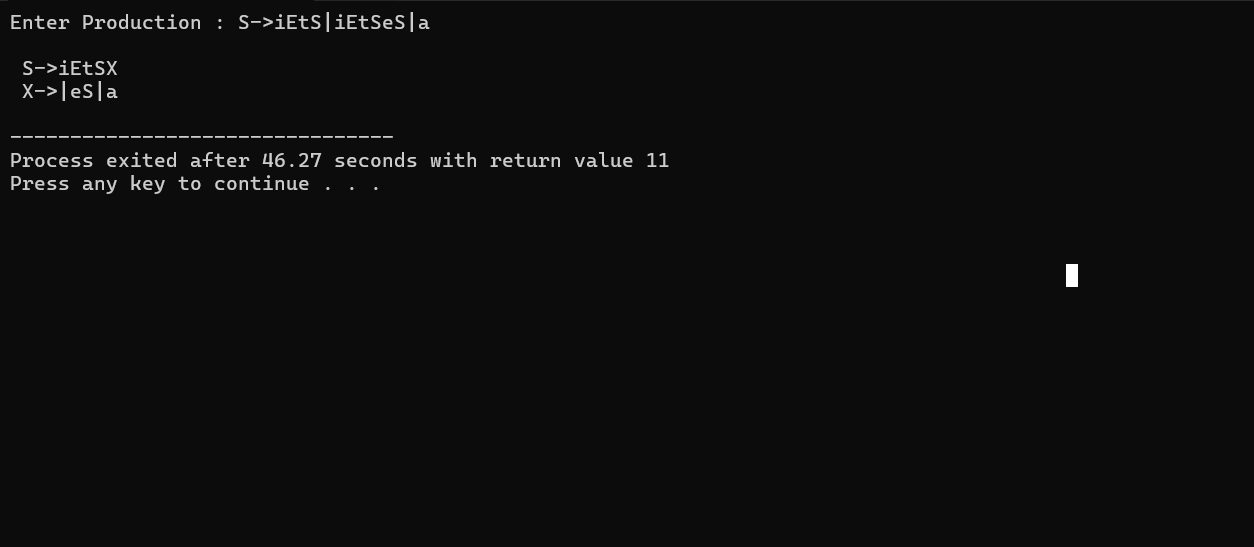 Enter Production : S->iEtS|iEtSeS|a
S->iEtSX
X->|eS|a
--------------------------------
Process exited after 46.27 seconds with return value 11
Press any key to continue . . .